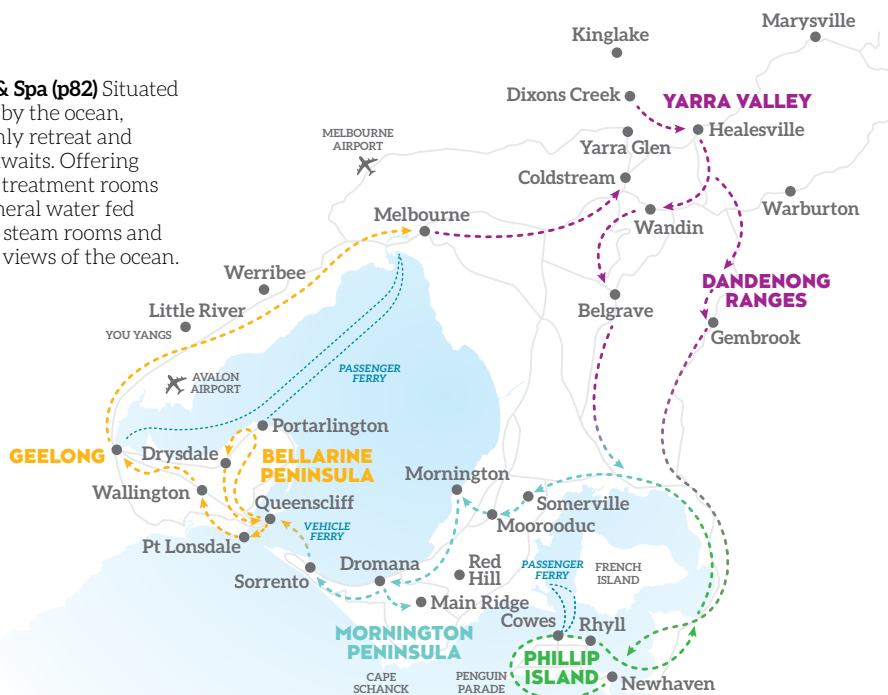 & Spa (p82) Situated
by the ocean,
nly retreat and
waits. Offering
treatment rooms
neral water fed
steam rooms and
views of the ocean.
Marysville
Kinglake
Dixons Creek
YARRA VALLEY
Healesville
MELBOURNE
AIRPORT
Yarra Glen
Coldstream
Warburton
Melbourne
Wandin
Werribee
DANDENONG
RANGES
Little River
Belgrave
YOU YANGS
Gembrook
PASSENGER
FERRY
AVALON
AIRPORT
Portarlington
GEELONG
Drysdale
BELLARINE
PENINSULA
Mornington
Wallington
Queenscliff
Somerville
Moorooduc
VEHICLE
FERRY
Pt Lonsdale
Sorrento
Dromana
Red
Hill
PASSENGER
FERRY
FRENCH
ISLAND
Main Ridge
Cowes
Rhyll
MORNINGTON
PENINSULA
PHILLIP
ISLAND
CAPE
SCHANCK
PENGUIN
PARADE
Newhaven